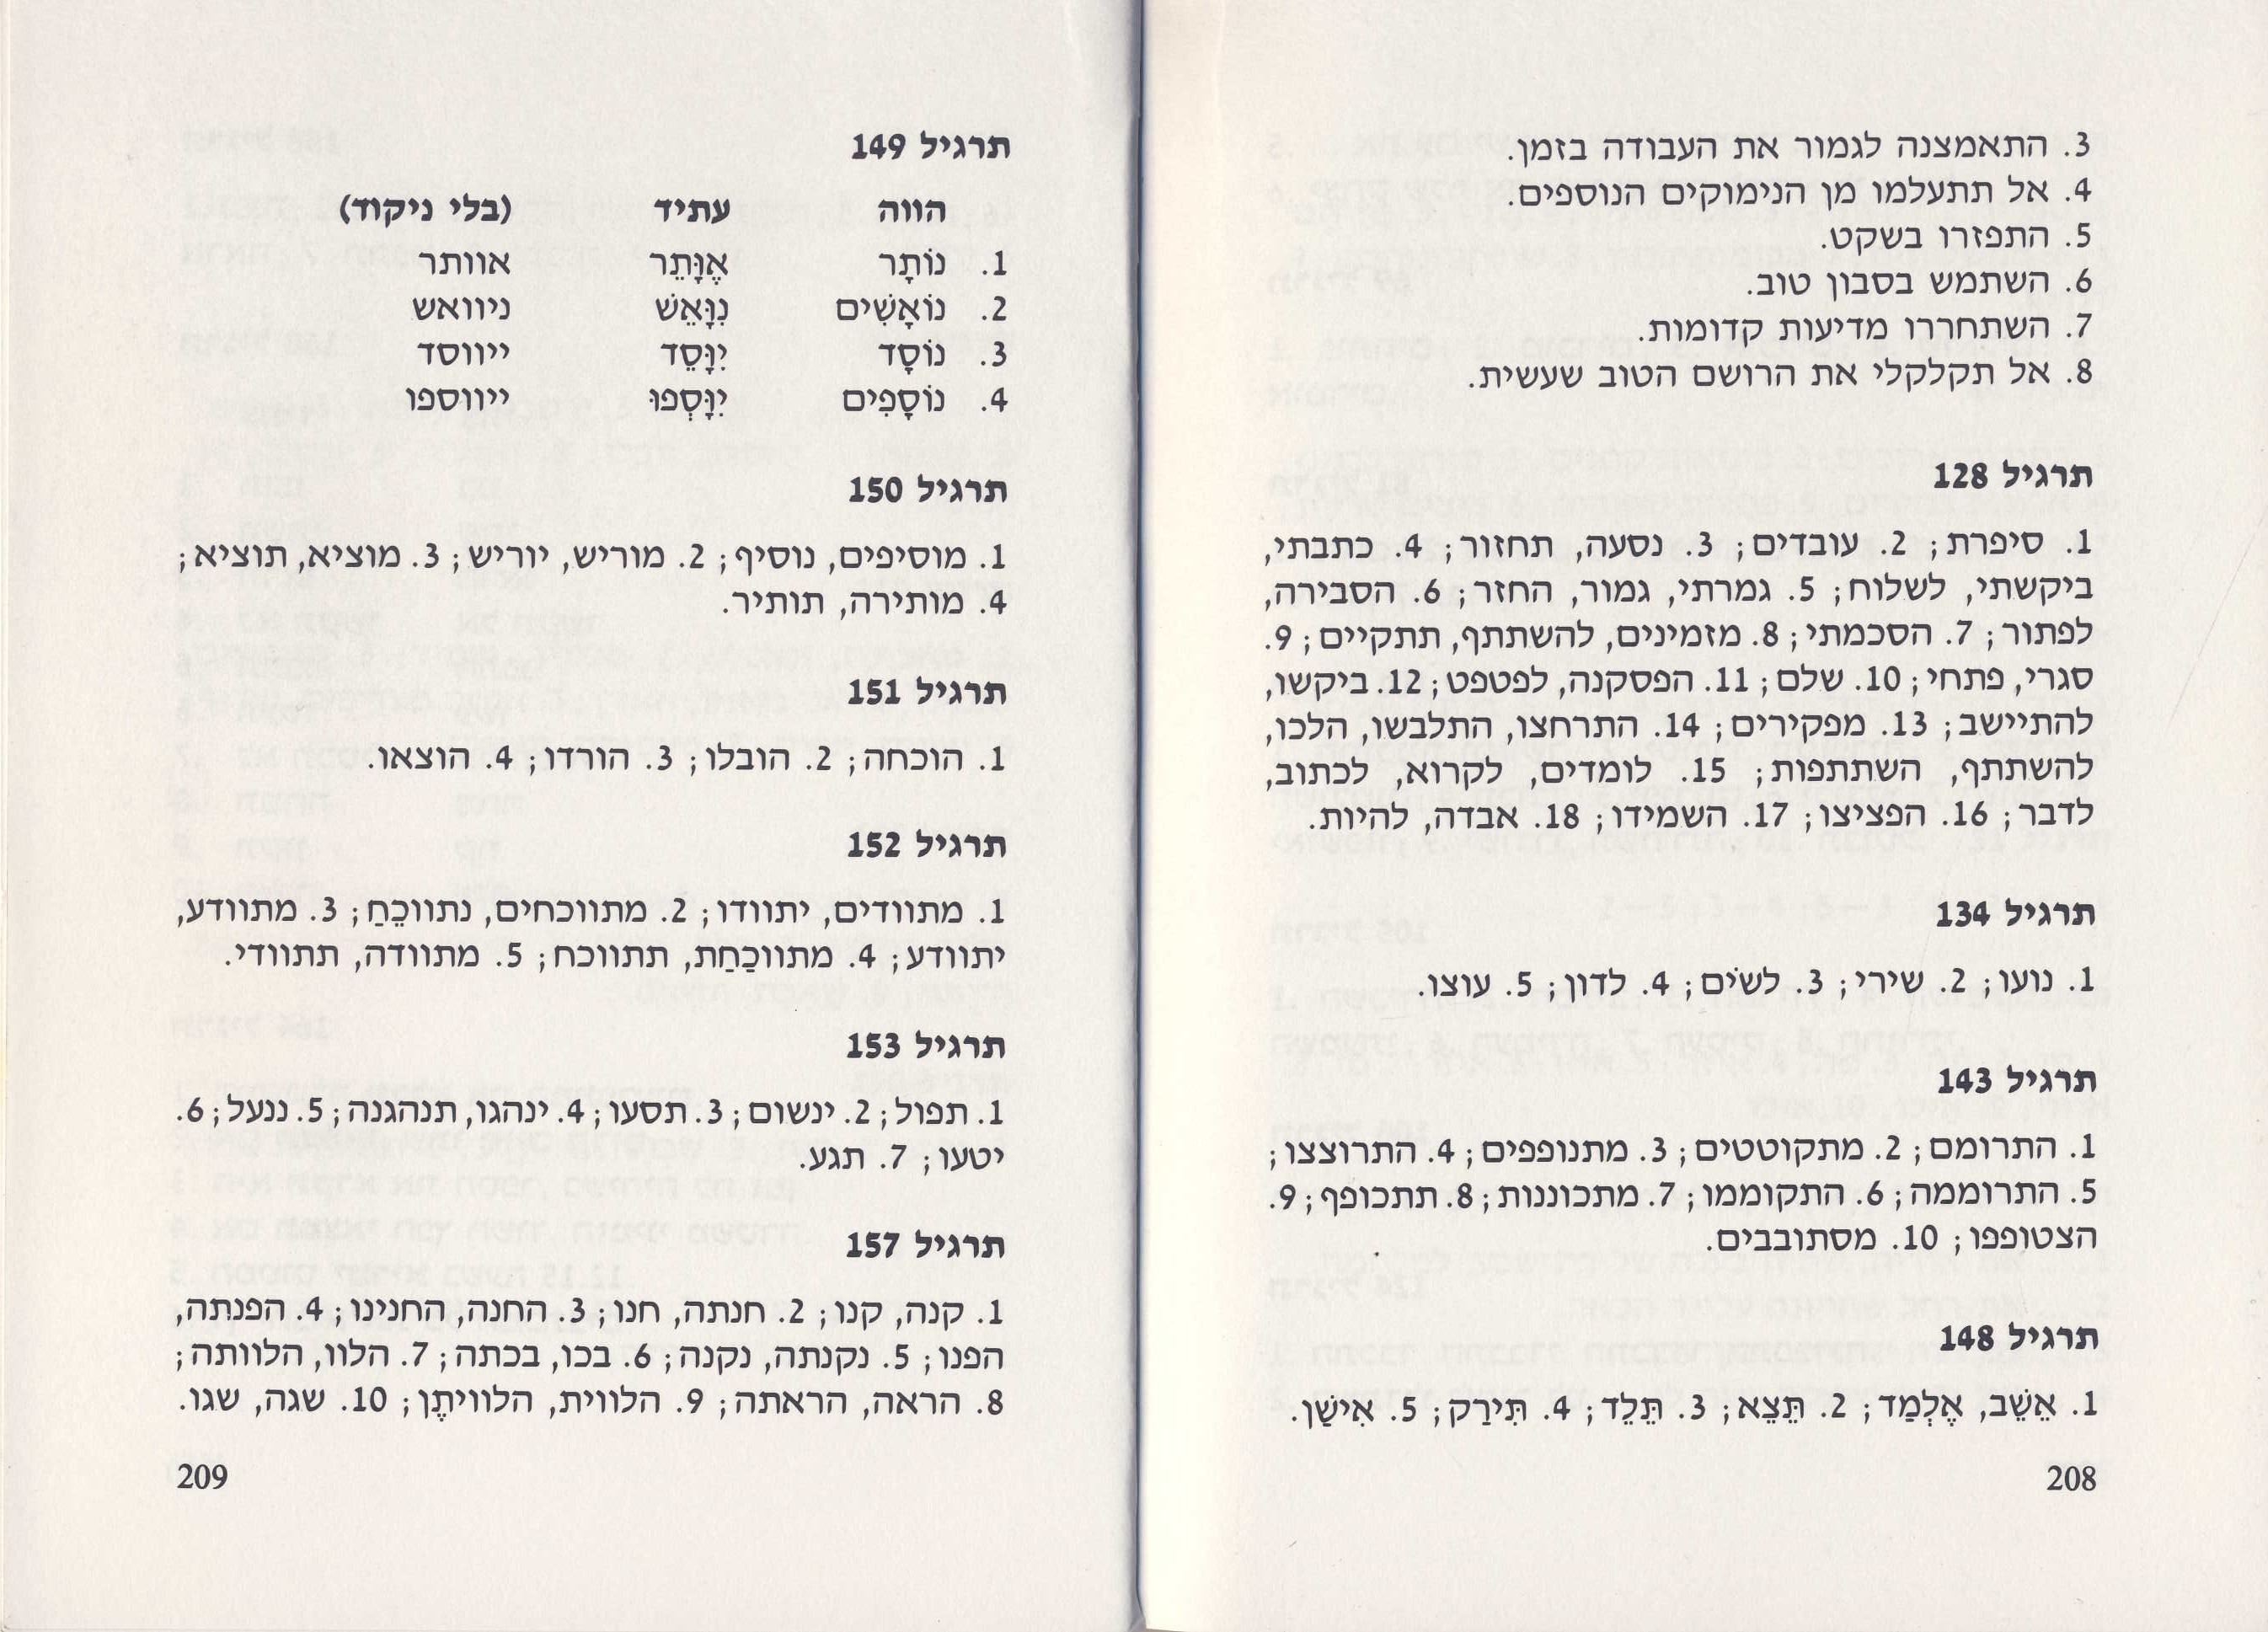 3. התאמצנה לגמור את העבודה בזמן.
4. אל תתעלמו מן הנימוקים הנוספים.
5. התפזרו בשקט.
6. השתמש בסבון טוב.
7. השתחררו מדיעות קדומות.
8. אל תקלקלי את הרושם הטוב שעשית.
תרגיל 128
1. סיפרת; 2. עובדים; 3. נסעה, תחזור; 4. כתבתי,
ביקשתי, לשלוח; 5. גמרתי, גמור, החזר; 6. הסבירה,
לפתור; 7. הסכמתי; 8. מזמינים, להשתתף, תתקיים; 9.
סגרי, פתחי; 10. שלם; 11. הפסקנה, לפטפט; 12. ביקשו,
להתיישב; 13. מפקירים; 14. התרחצו, התלבשו, הלכו,
להשתתף, השתתפות; 15. לומדים, לקרוא, לכתוב,
לדבר; 16. הפציצו; 17. השמידו; 18. אבדה, להיות.
תרגיל 134
1. נועו; 2. שירי; 3. לשׂים; 4. לדון; 5. עוצו.
תרגיל 143
1. התרומם; 2. מתקוטטים; 3. מתנופפים; 4. התרוצצו;
5. התרוממה; 6. התקוממו; 7. מתכוננות; 8. תתכופף; 9.
הצטופפו; 10. מסתובבים.
תרגיל 148
1. אֵשֵׁב, אֶלְמַד; 2. תֵּצֵא; 3. תֵּלֵד; 4. תִּירַק; 5. אִישַׁן.
208
תרגיל 149
הווה עתיד (בלי ניקוד)
1. נוֹתָר אֶוָּתֵר אוותר
2. נוֹאָשִׁים נִוָּאֵשׁ ניוואש
3. נוֹסָד יִוָּסֵד ייווסד
4. נוֹסָפִים יִוָּסְפוּ ייווספו
תרגיל 150
1. מוסיפים, נוסיף; 2. מוריש, יוריש; 3. מוציא, תוציא;
4. מותירה, תותיר.
תרגיל 151
1. הוכחה; 2. הובלו; 3. הורדו; 4. הוצאו.
תרגיל 152
1. מתוודים, יתוודו; 2. מתווכחים, נתווכֵחַ; 3. מתוודע,
יתוודע; 4. מתווכַחַת, תתווכח; 5. מתוודה, תתוודי.
תרגיל 153
1. תפול; 2. ינשום; 3. תסעו; 4. ינהגו, תנהגנה; 5. ננעל; 6.
יטעו; 7. תגע.
תרגיל 157
1. קנה, קנו; 2. חנתה, חנו; 3. החנה, החנינו; 4. הפנתה,
הפנו; 5. נקנתה, נקנה; 6. בכו, בכתה; 7. הלוו, הלוותה;
8. הראה, הראתה; 9. הלווית, הלוויתֶן; 10. שגה, שגו.
209